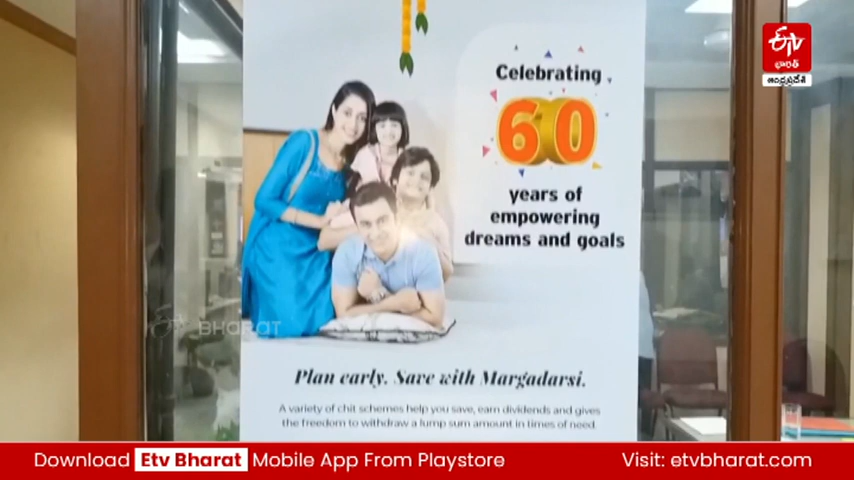 etvbharat.com
ETV
భారత్
ఆంధ్రప్రదేశ్
Celebrating
60
years of
empowering
dreams and goals
BHARAT
Plan early. Save with Margadarsi.
A variety of chit schemes help you save, earn dividends and gives
the freedom to withdraw a lump sum amount in times of need.
Download Etv Bharat Mobile App From Playstore
Visit: etvbharat.com